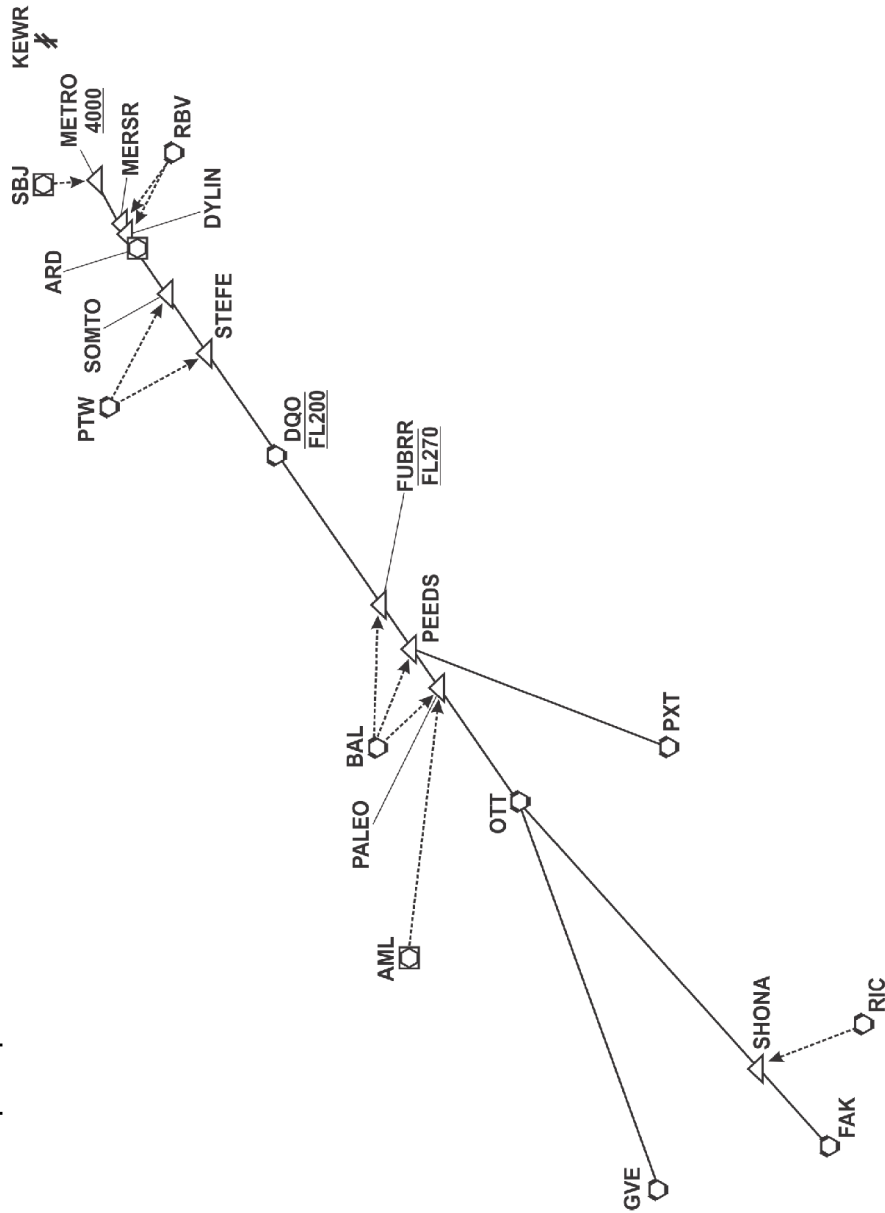 KEWR
METRO
4000
SBJ
MERSR
RBV
DYLIN
ARD
SOMTO
STEFE
PTW
DQO
FL200
FUBRR
FL270
PEEDS
BAL
PALEO
PXT
OTT
AML
SHONA
RIC
FAK
GVE